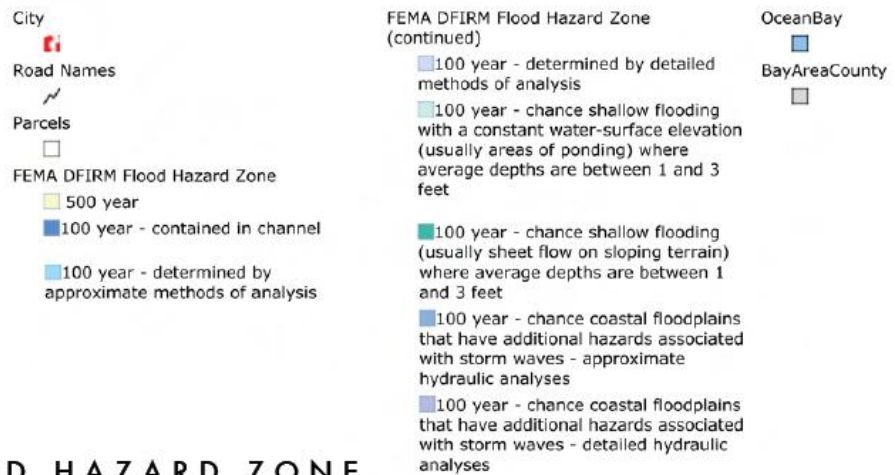 City
Road Names
Parcels
FEMA DFIRM Flood Hazard Zone
500 year
100 year - contained in channel
100 year - determined by
approximate methods of analysis
FEMA DFIRM Flood Hazard Zone
(continued)
100 year - determined by detailed
methods of analysis
100 year - chance shallow flooding
with a constant water-surface elevation
(usually areas of ponding) where
average depths are between 1 and 3
feet
100 year - chance shallow flooding
(usually sheet flow on sloping terrain)
where average depths are between 1
and 3 feet
100 year - chance coastal floodplains
that have additional hazards associated
with storm waves - approximate
hydraulic analyses
100 year - chance coastal floodplains
that have additional hazards associated
with storm waves - detailed hydraulic
analyses
OceanBay
BayAreaCounty
D HAZARD ZONE